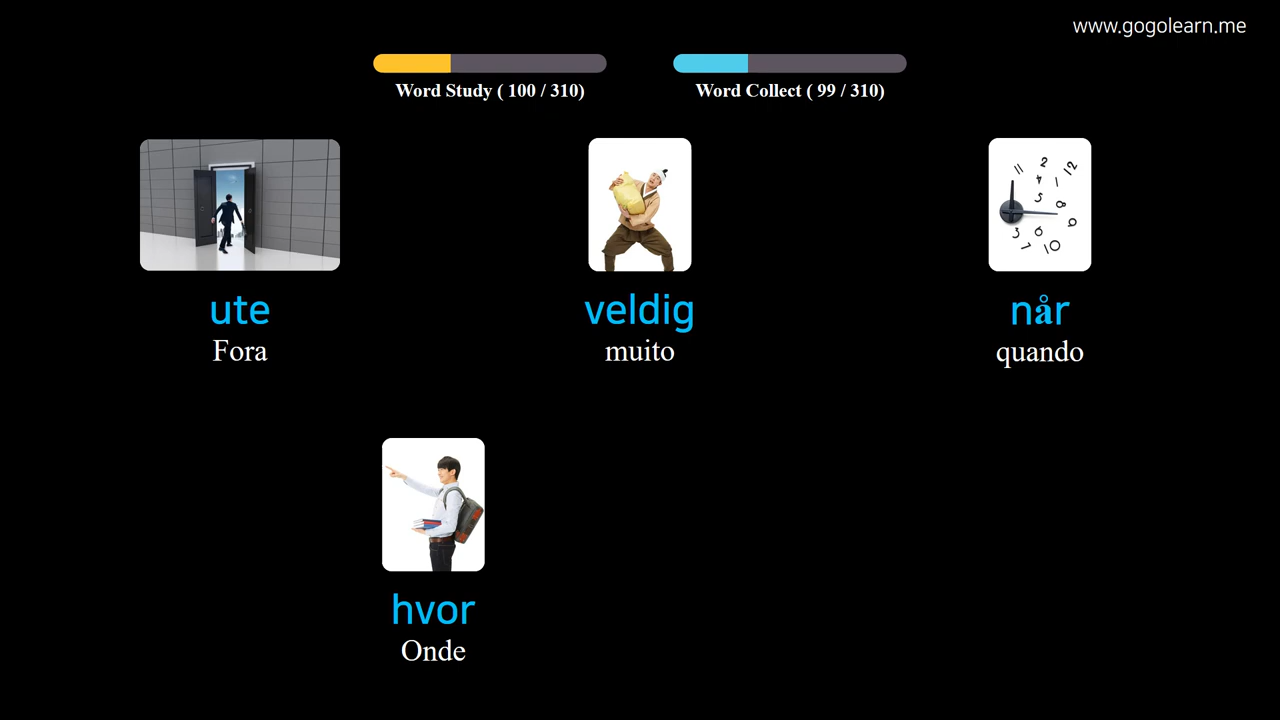 www.gogolearn.me
Word Study ( 100 / 310)
Word Collect ( 99 / 310)
ute
Fora
veldig
muito
når
quando
hvor
Onde